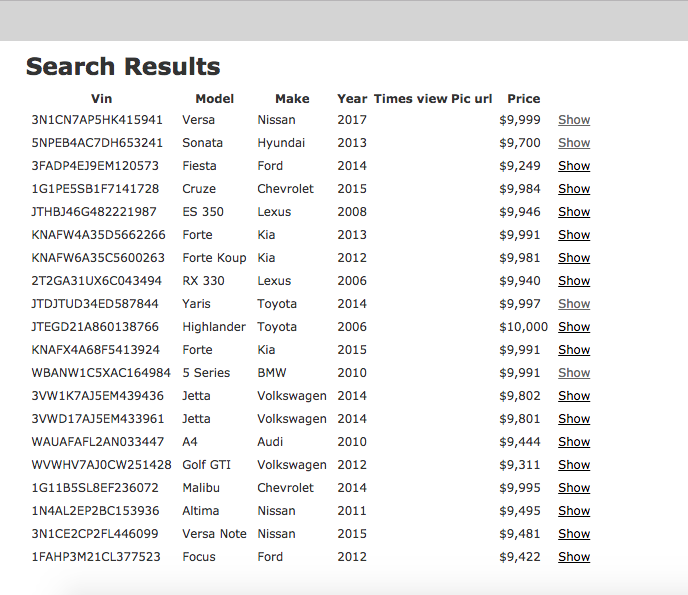 Search Results
Vin Model Make Year Times view Pic url Price
3N1CN7AP5HK415941 Versa Nissan 2017 $9,999 Show
5NPEB4AC7DH653241 Sonata Hyundai 2013 $9,700 Show
3FADP4EJ9EM120573 Fiesta Ford 2014 $9,249 Show
1G1PE5SB1F7141728 Cruze Chevrolet 2015 $9,984 Show
JTHBJ46G482221987 ES 350 Lexus 2008 $9,946 Show
KNAFW4A35D5662266 Forte Kia 2013 $9,991 Show
KNAFW6A35C5600263 Forte Koup Kia 2012 $9,981 Show
2T2GA31UX6C043494 RX 330 Lexus 2006 $9,940 Show
JTDJTUD34ED587844 Yaris Toyota 2014 $9,997 Show
JTEGD21A860138766 Highlander Toyota 2006 $10,000 Show
KNAFX4A68F5413924 Forte Kia 2015 $9,991 Show
WBANW1C5XAC164984 5 Series BMW 2010 $9,991 Show
3VW1K7AJ5EM439436 Jetta Volkswagen 2014 $9,802 Show
3VWD17AJ5EM433961 Jetta Volkswagen 2014 $9,801 Show
WAUAFAFL2AN033447 A4 Audi 2010 $9,444 Show
WVWHV7AJ0CW251428 Golf GTI Volkswagen 2012 $9,311 Show
1G11B5SL8EF236072 Malibu Chevrolet 2014 $9,995 Show
1N4AL2EP2BC153936 Altima Nissan 2011 $9,495 Show
3N1CE2CP2FL446099 Versa Note Nissan 2015 $9,481 Show
1FAHP3M21CL377523 Focus Ford 2012 $9,422 Show